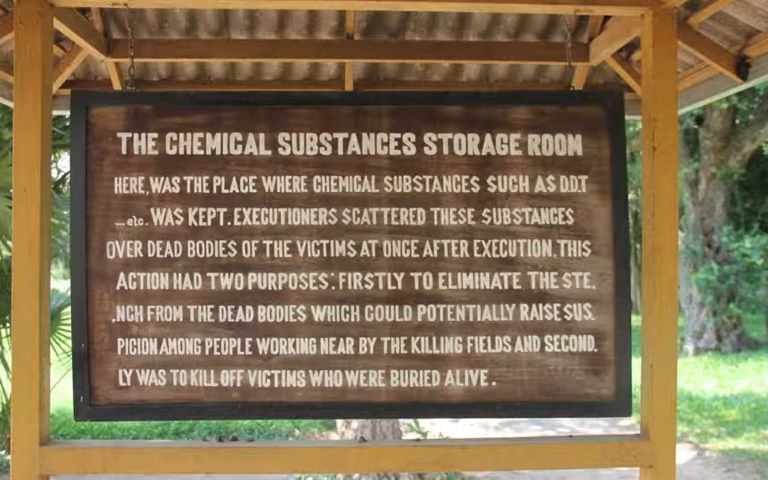 THE CHEMICAL SUBSTANCES STORAGE ROOM
HERE, WAS THE PLACE WHERE CHEMICAL SUBSTANCES SUCH AS D.D.T
...etc. WAS KEPT. EXECUTIONERS SCATTERED THESE SUBSTANCES
OVER DEAD BODIES OF THE VICTIMS AT ONCE AFTER EXECUTION. THIS
ACTION HAD TWO PURPOSES: FIRSTLY TO ELIMINATE THE STE.
.NCH FROM THE DEAD BODIES WHICH COULD POTENTIALLY RAISE SUS.
PICION AMONG PEOPLE WORKING NEAR BY THE KILLING FIELDS AND SECOND.
LY WAS TO KILL OFF VICTIMS WHO WERE BURIED ALIVE.